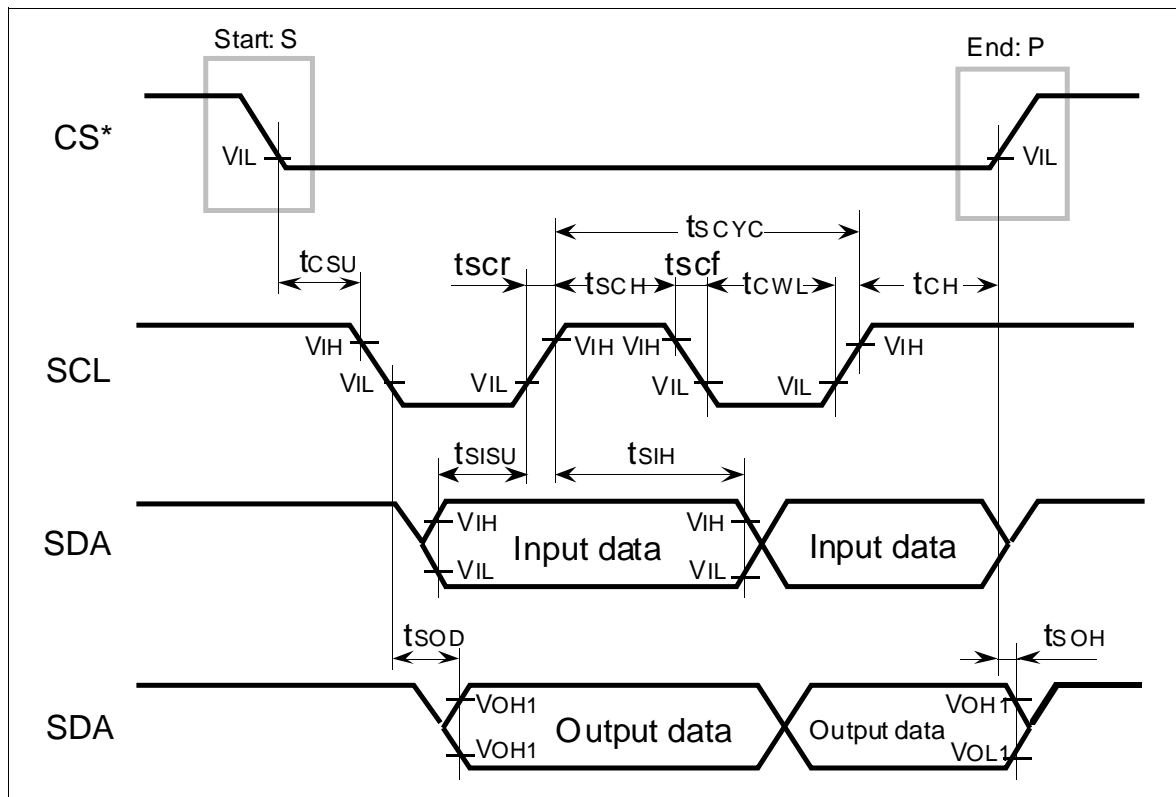 Start: S
End: P
CS*
VIL
VIL
tSCYC
tCSU
tscr
tSCH
tscf
tCWL
tCH
SCL
VIH
VIL
VIL
VIH
VIH
VIL
VIL
VIH
tSISU
tSIH
SDA
VIH
VIL
Input data
VIH
VIL
Input data
tSOD
tSOH
SDA
VOH1
VOH1
Output data
Output data
VOH1
VOL1